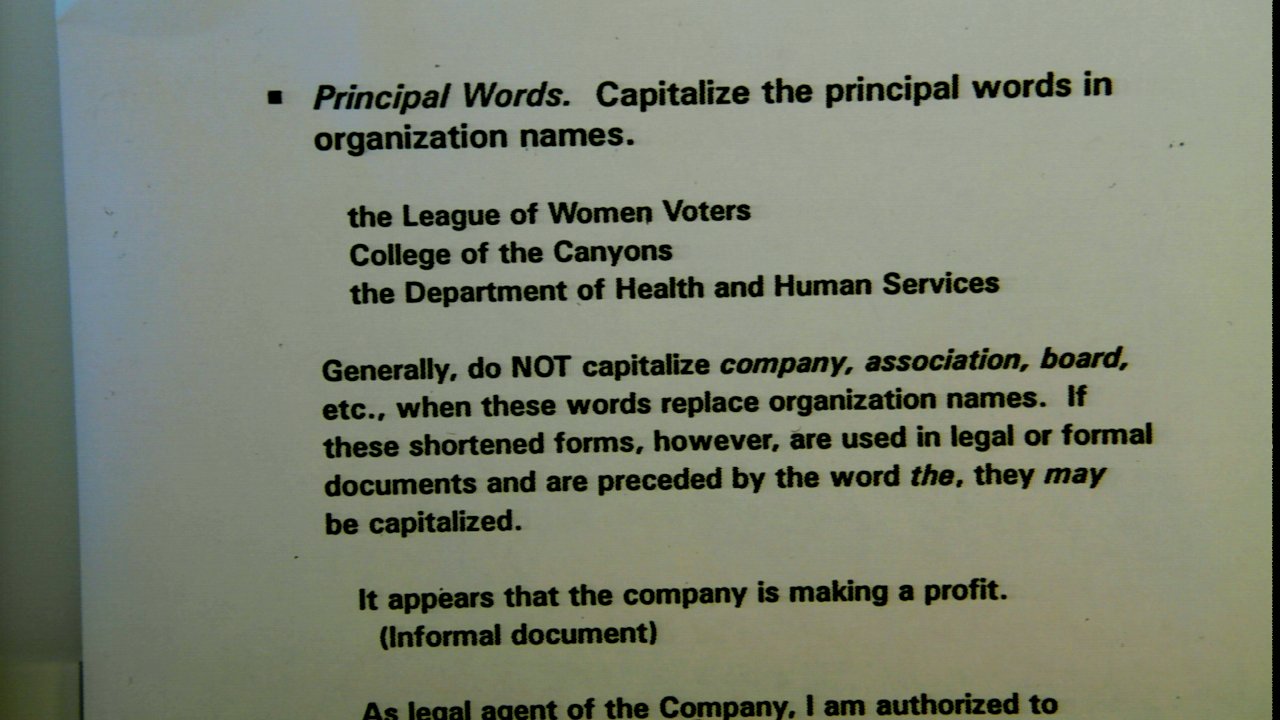 ▪ Principal Words. Capitalize the principal words in
organization names.
the League of Women Voters
College of the Canyons
the Department of Health and Human Services
Generally, do NOT capitalize company, association, board,
etc., when these words replace organization names. If
these shortened forms, however, are used in legal or formal
documents and are preceded by the word the, they may
be capitalized.
It appears that the company is making a profit.
(Informal document)
As legal agent of the Company, I am authorized to